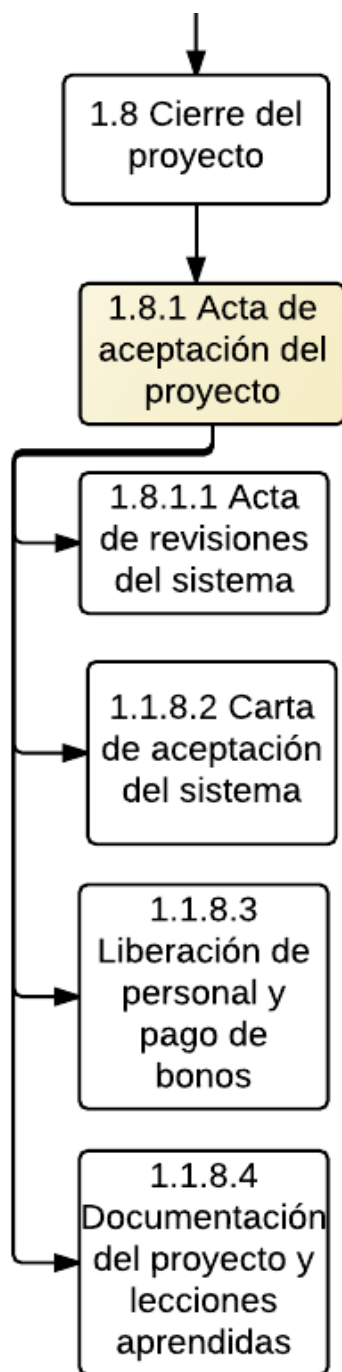 1.8 Cierre del
proyecto
1.8.1 Acta de
aceptación del
proyecto
1.8.1.1 Acta
de revisiones
del sistema
1.1.8.2 Carta
de aceptación
del sistema
1.1.8.3
Liberación de
personal y
pago de
bonos
1.1.8.4
Documentación
del proyecto y
lecciones
aprendidas